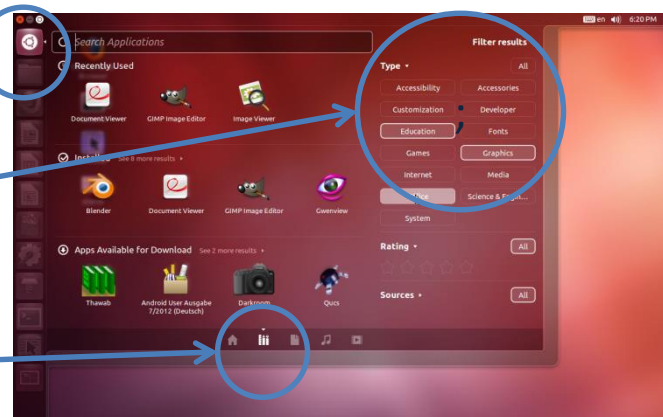 en 6:20 PM
Search Applications
Filter results
Recently Used
Type
All
Document Viewer GIMP Image Editor Image Viewer
Accessibility Accessories
Customization Developer
Education Fonts
Games Graphics
Internet Media
Science & Engi...
System
Installed See 8 more results
Blender Document Viewer GIMP Image Editor Gwenview
Apps Available for Download See 2 more results
Rating All
Thawab Android User Ausgabe 7/2012 (Deutsch) Darkroom Qucs
Sources All